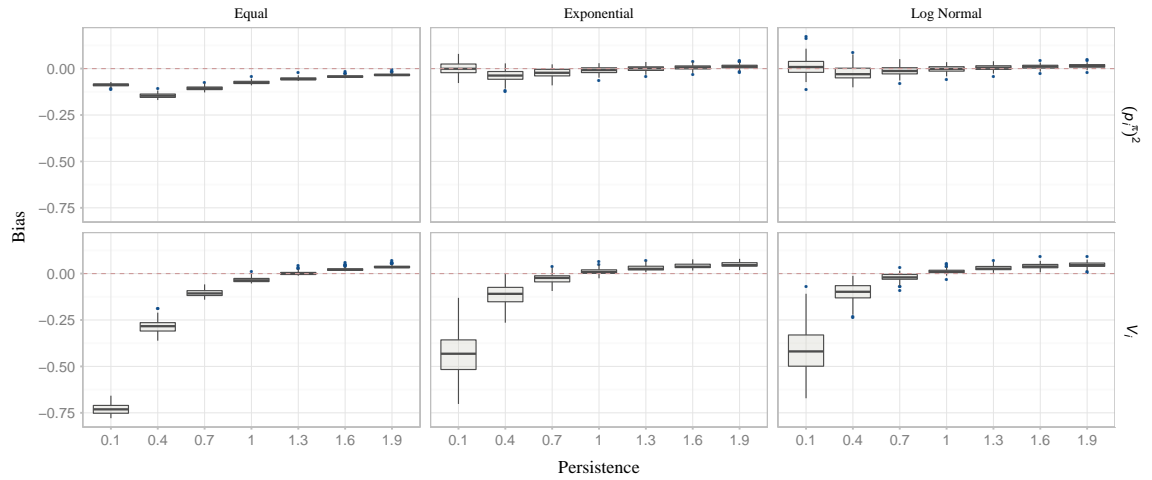 Equal Exponential Log Normal
0.00
−0.25
−0.50
−0.75
(p_i^{π_i})^2
Bias
0.00
−0.25
−0.50
−0.75
V_i
0.1 0.4 0.7 1 1.3 1.6 1.9 0.1 0.4 0.7 1 1.3 1.6 1.9 0.1 0.4 0.7 1 1.3 1.6 1.9
Persistence